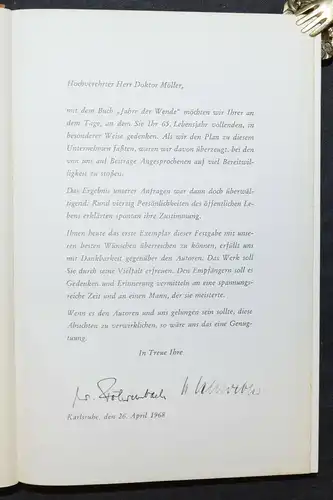 Hochverehrter Herr Doktor Möller,
mit dem Buch „Jahre der Wende“ möchten wir Ihrer an
dem Tage, an dem Sie Ihr 65. Lebensjahr vollenden, in
besonderer Weise gedenken. Als wir den Plan zu diesem
Unternehmen faßten, waren wir davon überzeugt, bei den
von uns auf Beiträge Angesprochenen auf viel Bereitwil-
ligkeit zu stoßen.
Das Ergebnis unserer Anfragen war dann doch überwäl-
tigend: Rund vierzig Persönlichkeiten des öffentlichen Le-
bens erklärten spontan ihre Zustimmung.
Ihnen heute das erste Exemplar dieser Festgabe mit unse-
ren besten Wünschen überreichen zu können, erfüllt uns
mit Dankbarkeit gegenüber den Autoren. Das Werk soll
Sie durch seine Vielfalt erfreuen. Den Empfängern soll es
Gedenken und Erinnerung vermitteln an eine spannungs-
reiche Zeit und an einen Mann, der sie meisterte.
Wenn es den Autoren und uns gelungen sein sollte, diese
Absichten zu verwirklichen, so wäre uns das eine Genug-
tuung.
In Treue Ihre
Karlsruhe, den 26. April 1968